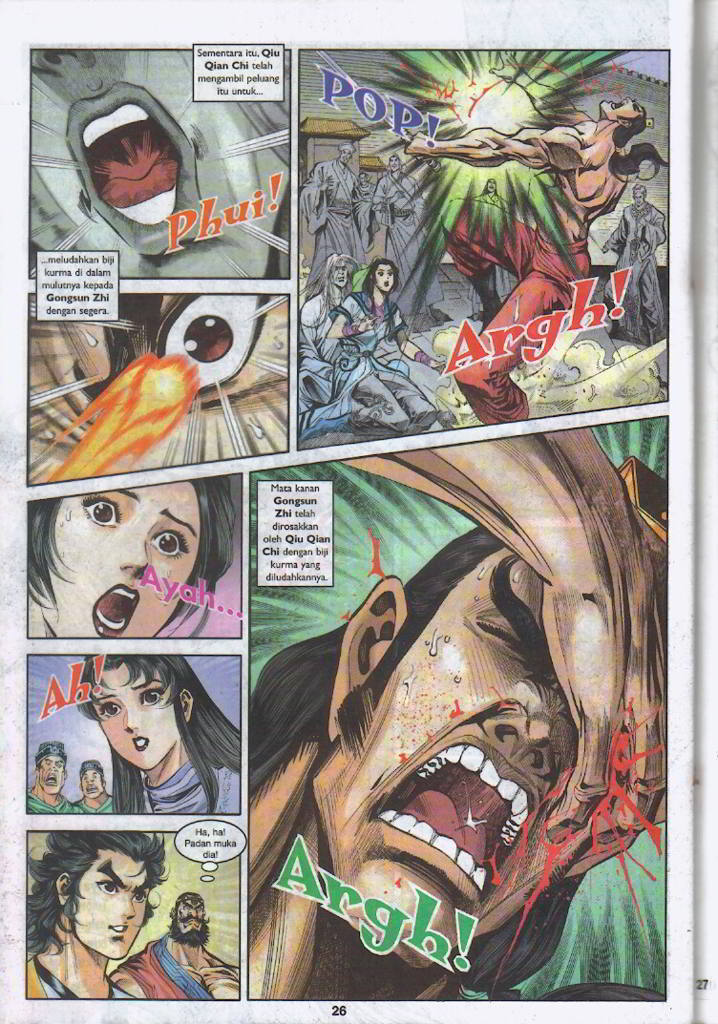 Sementara itu, Qiu
Qian Chi telah
mengambil peluang
itu untuk...
Phui!
POP!
Argh!
...meludahkan biji
kurma di dalam
mulutnya kepada
Gongsun Zhi
dengan segera.
Ayah...
Mata kanan
Gongsun
Zhi telah
dirosakkan
oleh Qiu Qian
Chi dengan biji
kurma yang
diludahkannya.
Ah!
Ha, ha!
Padan muka
dia!
Argh!
26
27